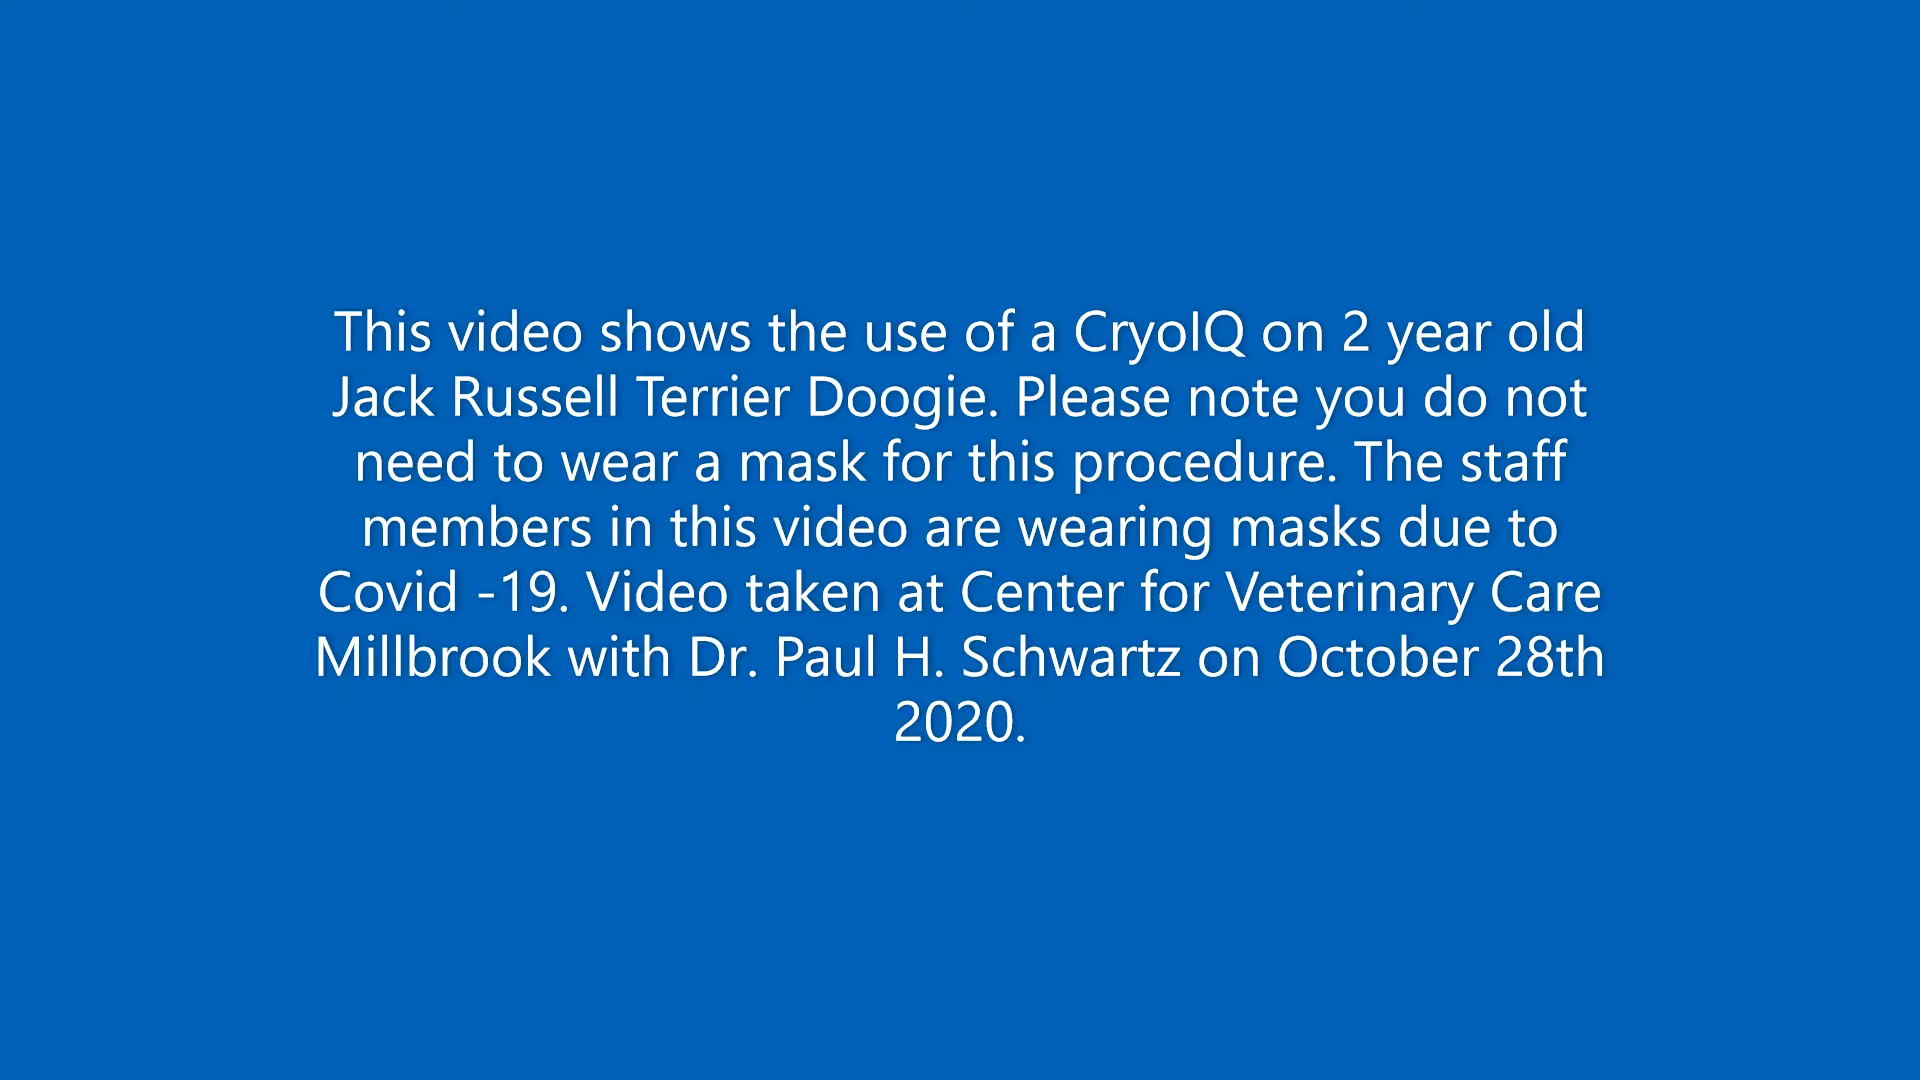 This video shows the use of a CryoIQ on 2 year old
Jack Russell Terrier Doogie. Please note you do not
need to wear a mask for this procedure. The staff
members in this video are wearing masks due to
Covid -19. Video taken at Center for Veterinary Care
Millbrook with Dr. Paul H. Schwartz on October 28th
2020.